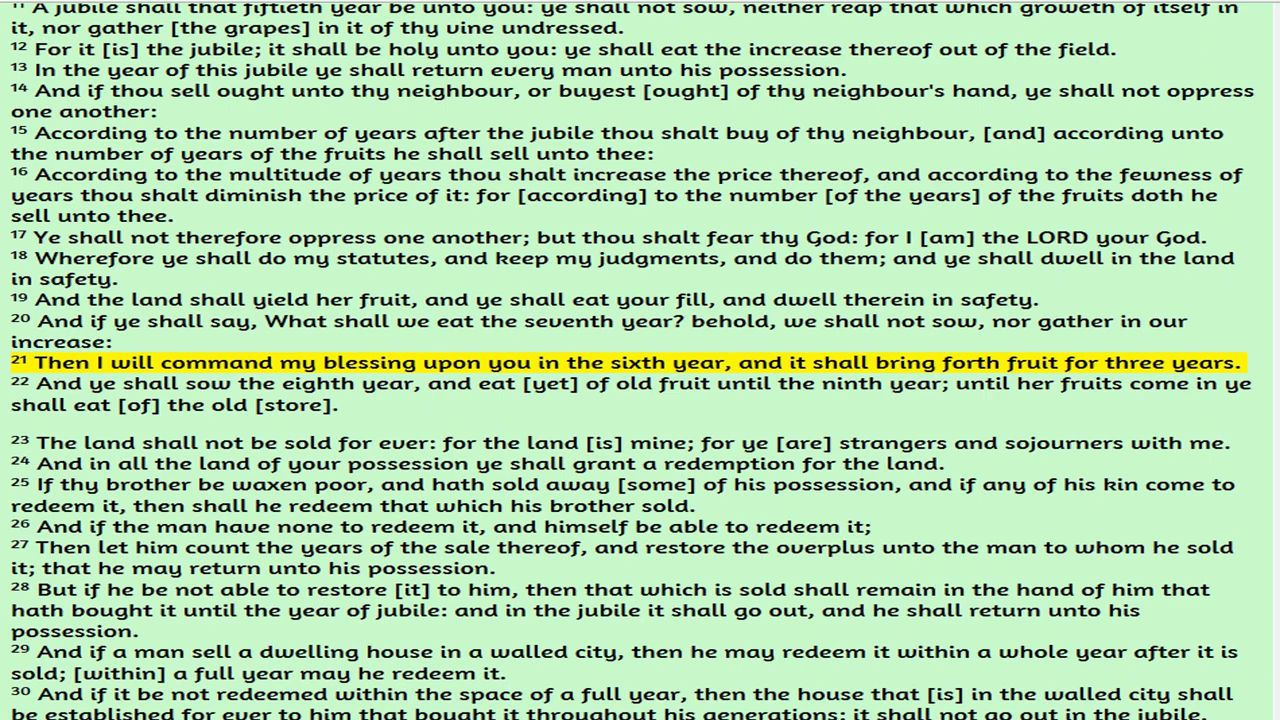 ¹¹ A jubile shall that fiftieth year be unto you: ye shall not sow, neither reap that which groweth of itself in
it, nor gather [the grapes] in it of thy vine undressed.
¹² For it [is] the jubile; it shall be holy unto you: ye shall eat the increase thereof out of the field.
¹³ In the year of this jubile ye shall return every man unto his possession.
¹⁴ And if thou sell ought unto thy neighbour, or buyest [ought] of thy neighbour's hand, ye shall not oppress
one another:
¹⁵ According to the number of years after the jubile thou shalt buy of thy neighbour, [and] according unto
the number of years of the fruits he shall sell unto thee:
¹⁶ According to the multitude of years thou shalt increase the price thereof, and according to the fewness of
years thou shalt diminish the price of it: for [according] to the number [of the years] of the fruits doth he
sell unto thee.
¹⁷ Ye shall not therefore oppress one another; but thou shalt fear thy God: for I [am] the LORD your God.
¹⁸ Wherefore ye shall do my statutes, and keep my judgments, and do them; and ye shall dwell in the land
in safety.
¹⁹ And the land shall yield her fruit, and ye shall eat your fill, and dwell therein in safety.
²⁰ And if ye shall say, What shall we eat the seventh year? behold, we shall not sow, nor gather in our
increase:
²¹ Then I will command my blessing upon you in the sixth year, and it shall bring forth fruit for three years.
²² And ye shall sow the eighth year, and eat [yet] of old fruit until the ninth year; until her fruits come in ye
shall eat [of] the old [store].
²³ The land shall not be sold for ever: for the land [is] mine; for ye [are] strangers and sojourners with me.
²⁴ And in all the land of your possession ye shall grant a redemption for the land.
²⁵ If thy brother be waxen poor, and hath sold away [some] of his possession, and if any of his kin come to
redeem it, then shall he redeem that which his brother sold.
²⁶ And if the man have none to redeem it, and himself be able to redeem it;
²⁷ Then let him count the years of the sale thereof, and restore the overplus unto the man to whom he sold
it; that he may return unto his possession.
²⁸ But if he be not able to restore [it] to him, then that which is sold shall remain in the hand of him that
hath bought it until the year of jubile: and in the jubile it shall go out, and he shall return unto his
possession.
²⁹ And if a man sell a dwelling house in a walled city, then he may redeem it within a whole year after it is
sold; [within] a full year may he redeem it.
³⁰ And if it be not redeemed within the space of a full year, then the house that [is] in the walled city shall
be established for ever to him that bought it throughout his generations: it shall not go out in the jubile.